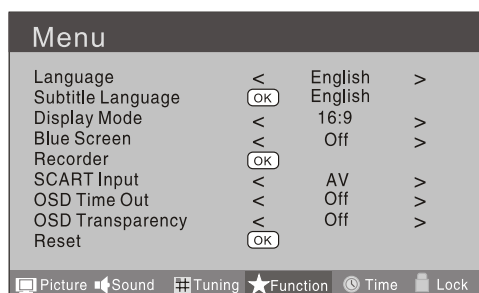 Menu
Language < English >
Subtitle Language OK English
Display Mode < 16:9 >
Blue Screen < Off >
Recorder OK
SCART Input < AV >
OSD Time Out < Off >
OSD Transparency < Off >
Reset OK
Picture Sound Tuning Function Time Lock